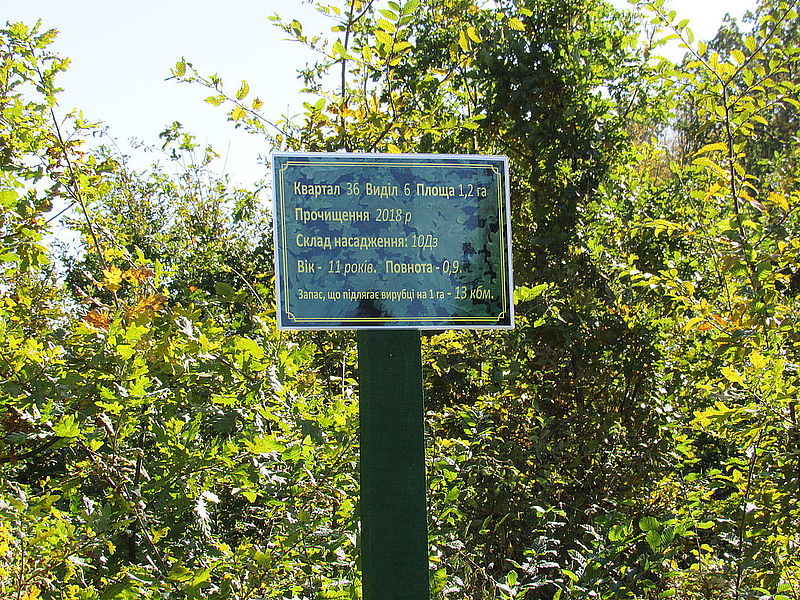 Квартал 36 Виділ 6 Площа 1,2 га
Прочищення 2018 р
Склад насадження: 10Дз
Вік - 11 років. Повнота - 0,9.
Запас, що підлягає вирубці на 1 га - 13 кбм.